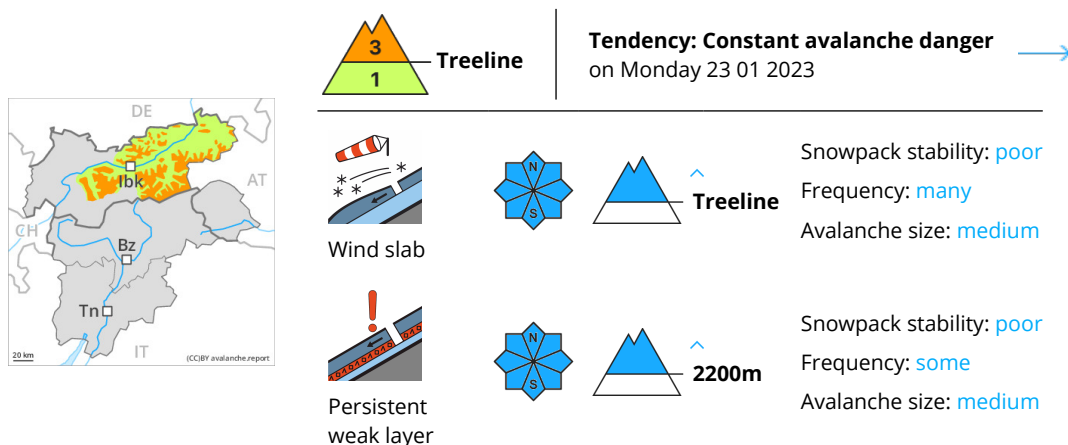 3
1
Treeline
Tendency: Constant avalanche danger
on Monday 23 01 2023
DE
AT
CH
IT
Ibk
Bz
Tn
20 km
(CC)BY avalanche.report
Wind slab
N
S
Treeline
Snowpack stability: poor
Frequency: many
Avalanche size: medium
Persistent
weak layer
N
S
2200m
Snowpack stability: poor
Frequency: some
Avalanche size: medium